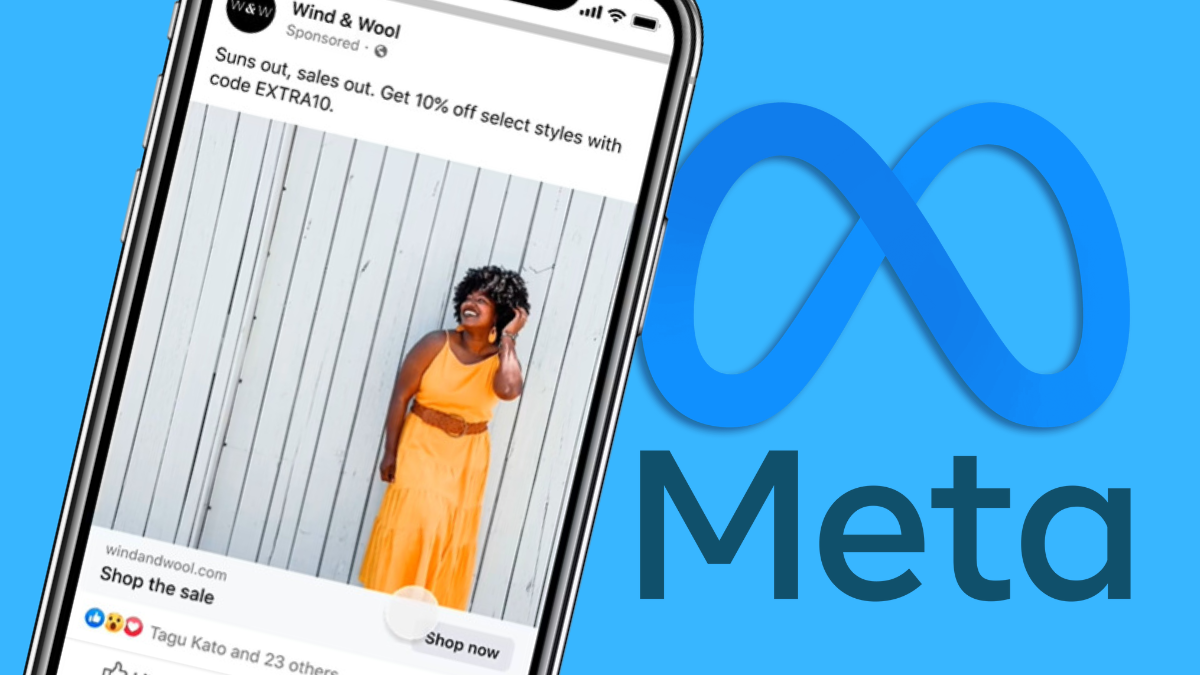 W&W
Wind & Wool
Sponsored ·
Suns out, sales out. Get 10% off select styles with
code EXTRA10.
windandwool.com
Shop the sale
Shop now
Tagu Kato and 23 others
Meta